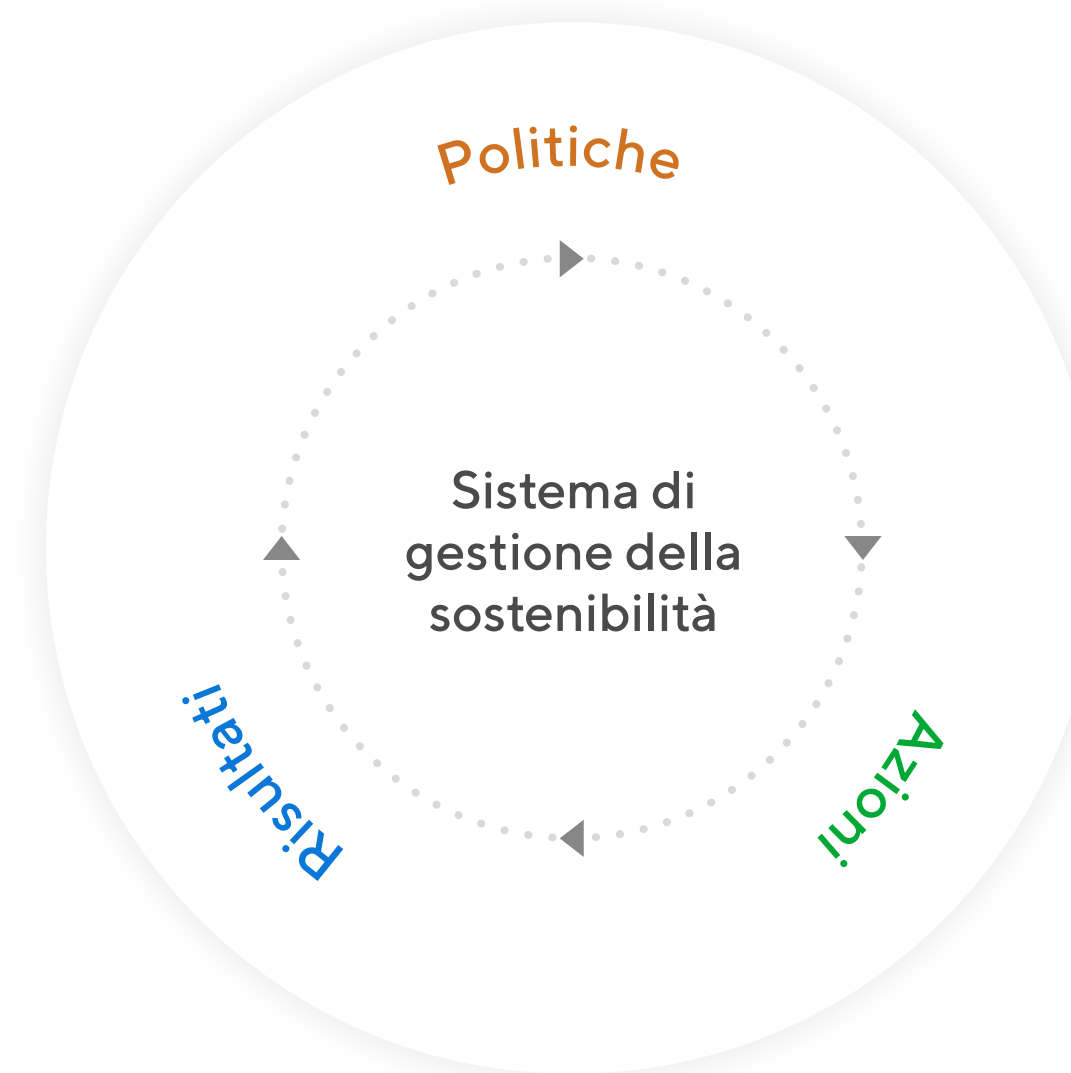 Politiche
Sistema di
gestione della
sostenibilità
Risultati
Azioni